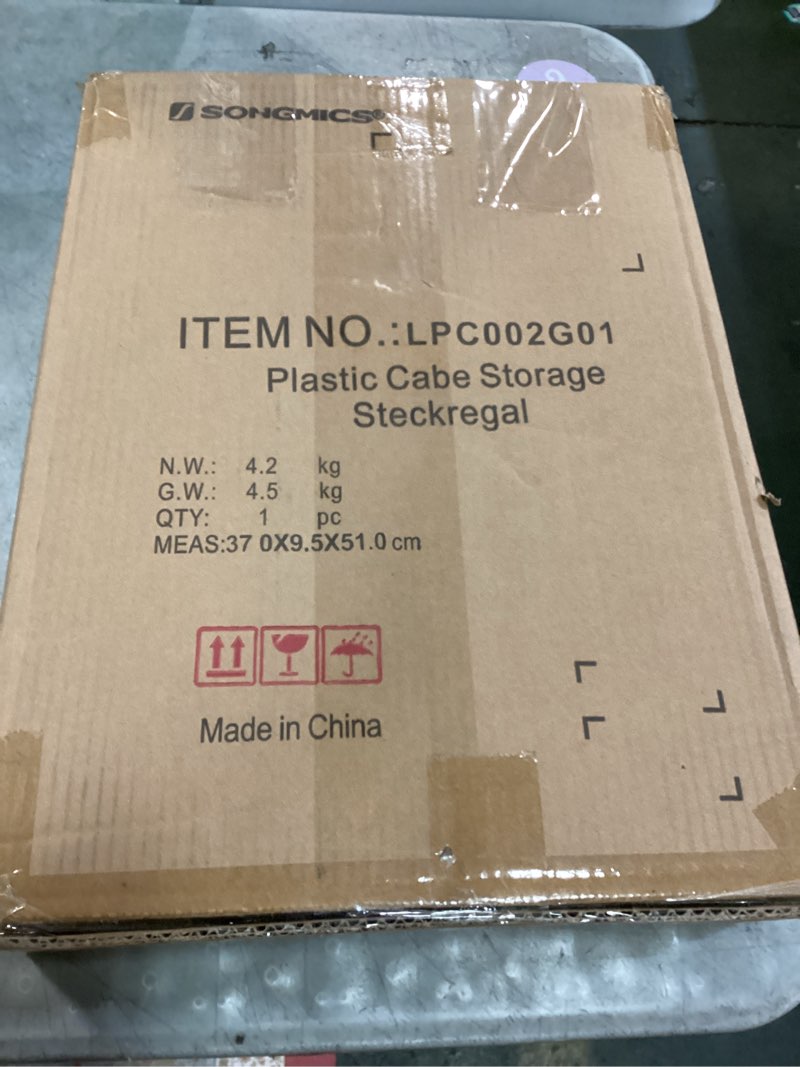 SONGMICS®
ITEM NO.:LPC002G01
Plastic Cabe Storage
Steckregal
N.W.: 4.2 kg
G.W.: 4.5 kg
QTY: 1 pc
MEAS:37 0X9.5X51.0 cm
Made in China